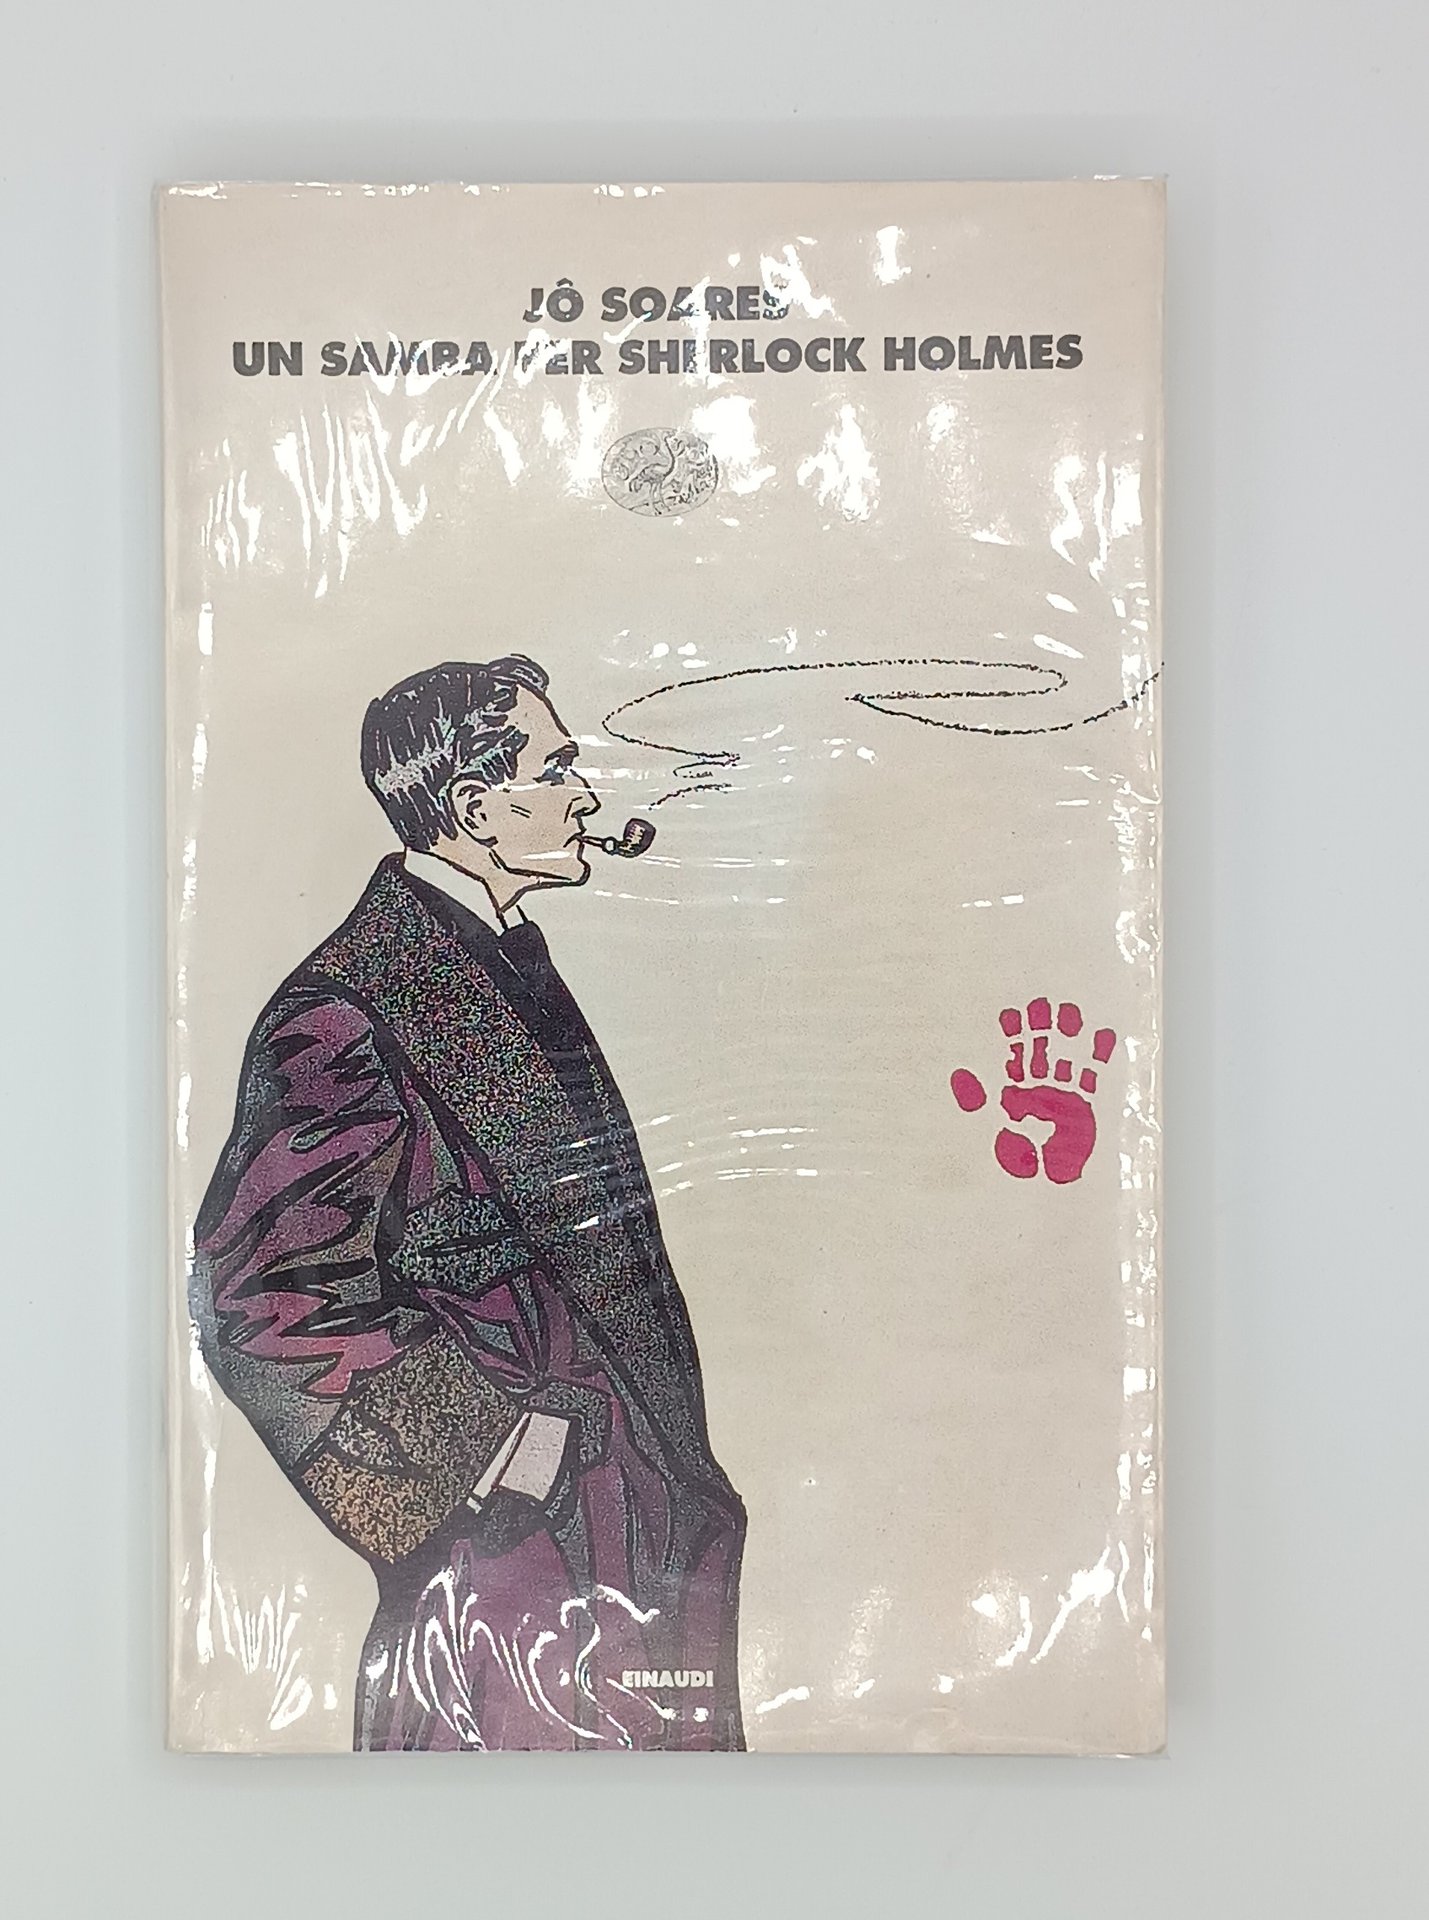 JÔ SOARES
UN SAMBA PER SHERLOCK HOLMES
EINAUDI